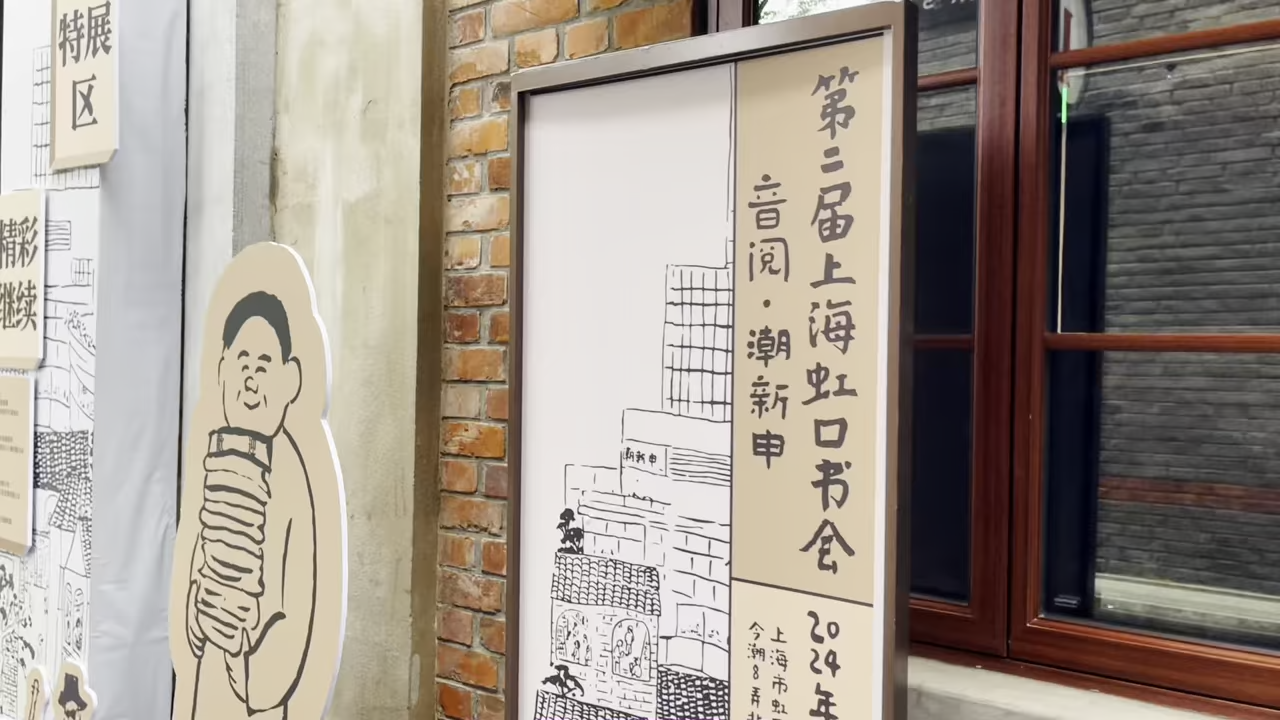 特展
区
精彩
继续
第二届上海虹口书会
音阅·潮新申
潮新申
2024年
上海市虹
今潮8弄